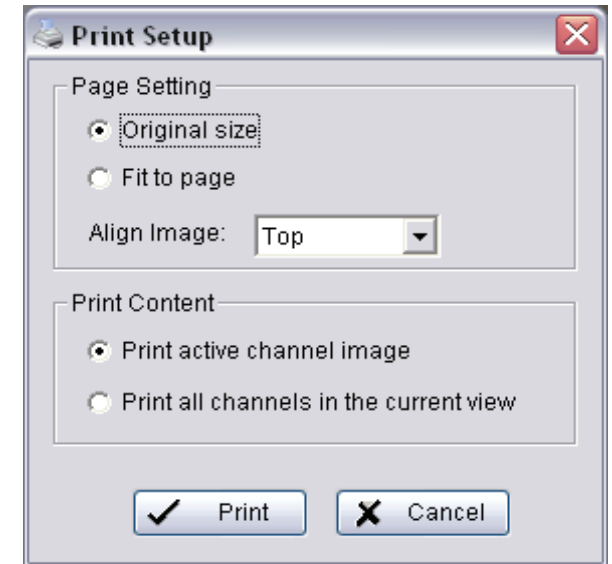 Print Setup
Page Setting
Original size
Fit to page
Align Image: Top
Print Content
Print active channel image
Print all channels in the current view
Print Cancel